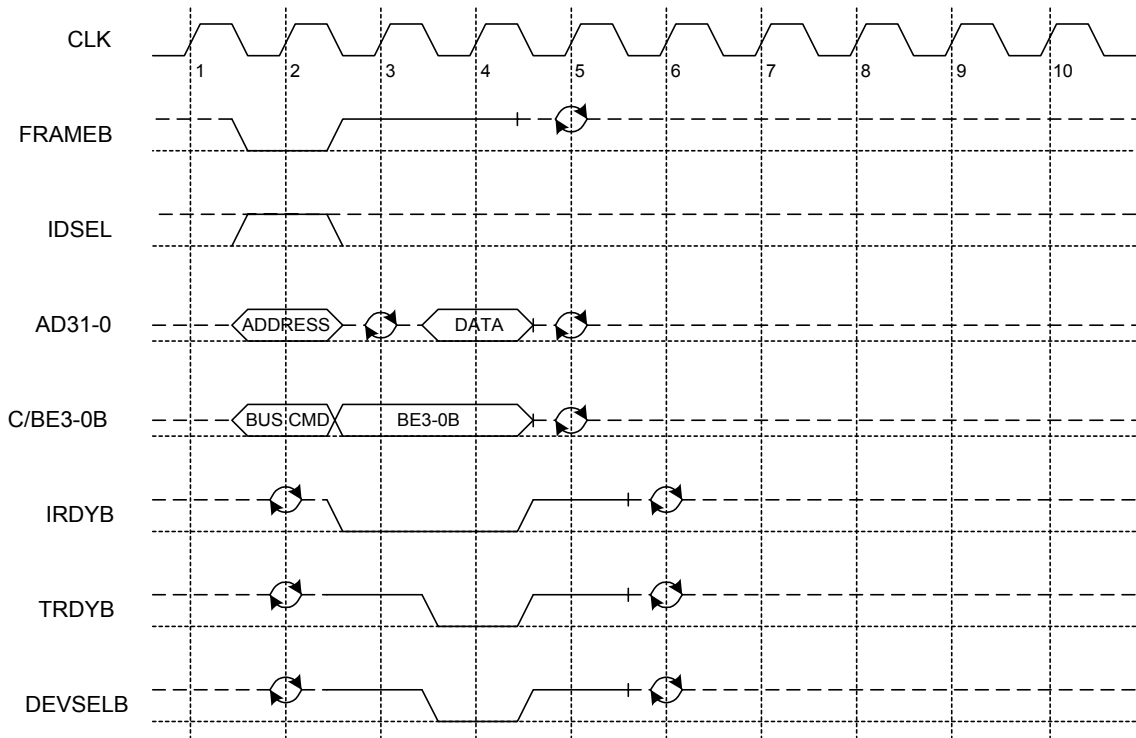 CLK
1 2 3 4 5 6 7 8 9 10
FRAMEB
IDSEL
AD31-0 ADDRESS DATA
C/BE3-0B BUS CMD BE3-0B
IRDYB
TRDYB
DEVSELB